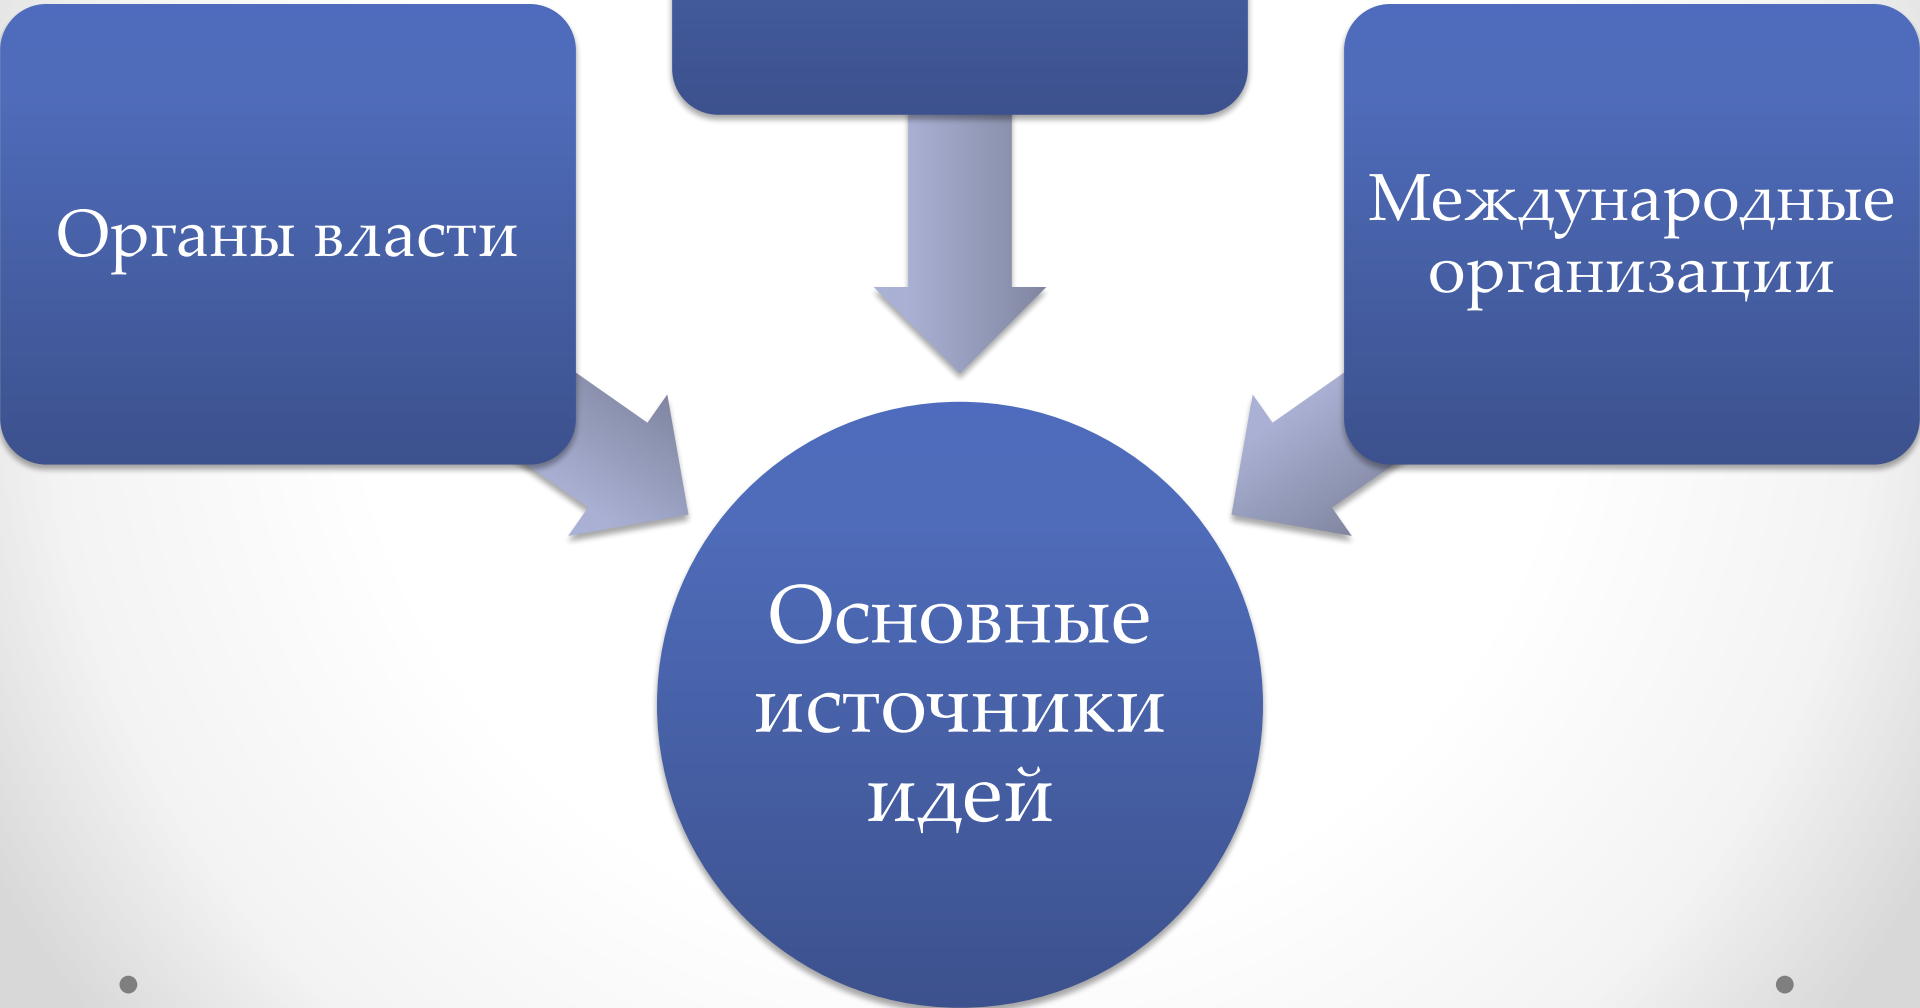 Органы власти
Международные
организации
Основные
источники
идей